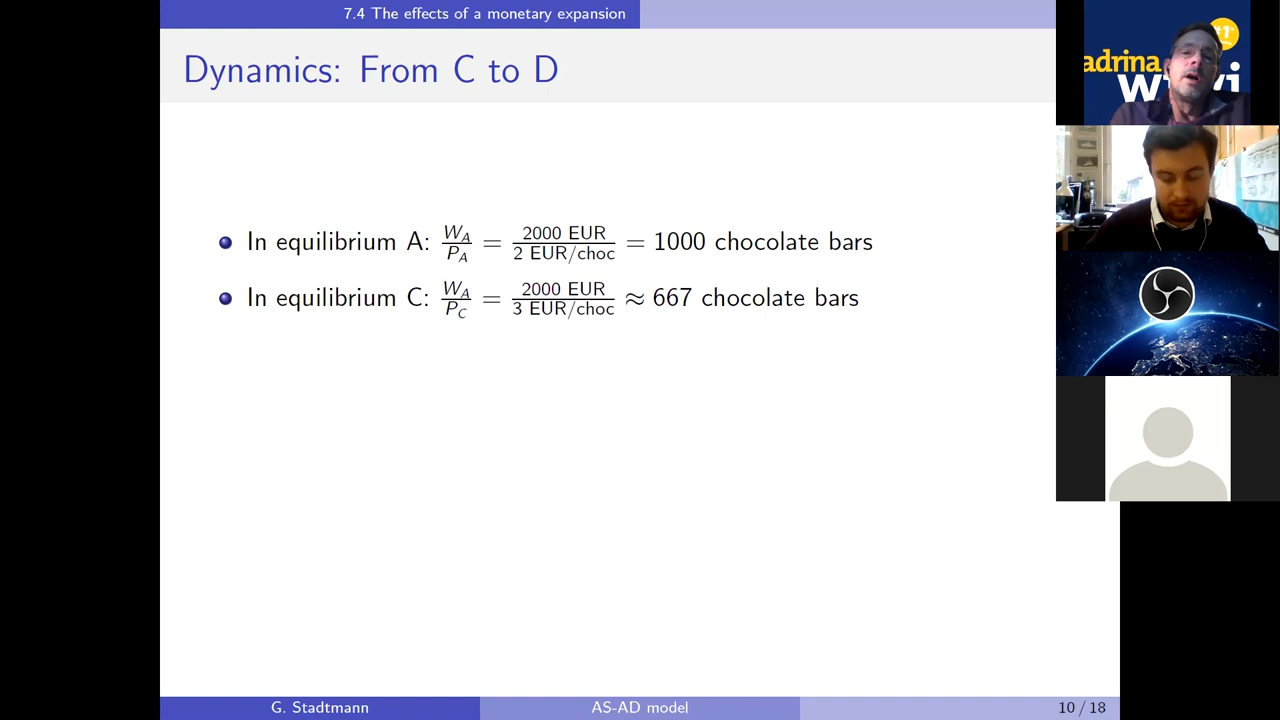 7.4 The effects of a monetary expansion
Dynamics: From C to D
In equilibrium A: W_A/P_A = 2000 EUR/2 EUR/choc = 1000 chocolate bars
In equilibrium C: W_A/P_C = 2000 EUR/3 EUR/choc ≈ 667 chocolate bars
G. Stadtmann
AS-AD model
10 / 18
#1
adrina